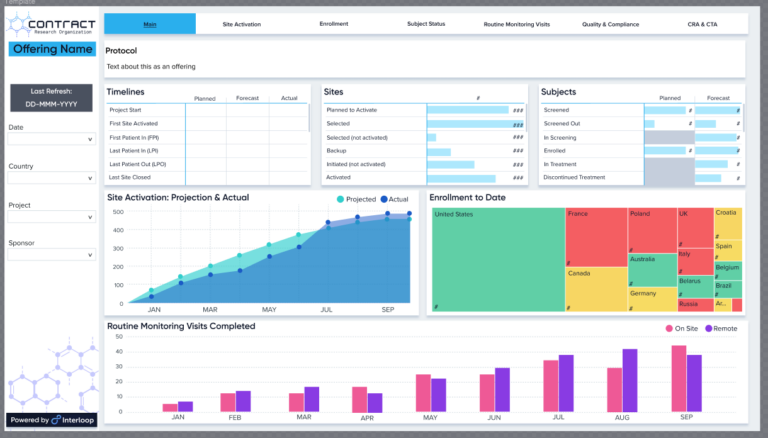 Template
CONTRACT
Research Organization
Offering Name
Last Refresh:
DD-MMM-YYYY
Date
Country
Project
Sponsor
Powered by Interloop
Main
Site Activation
Enrollment
Subject Status
Routine Monitoring Visits
Quality & Compliance
CRA & CTA
Protocol
Text about this as an offering
Timelines
Planned Forecast Actual
Project Start
First Site Activated
First Patient In (FPI)
Last Patient In (LPI)
Last Patient Out (LPO)
Last Site Closed
Sites
#
Planned to Activate ###
Selected ###
Selected (not activated) #
Backup #
Initiated (not activated) #
Activated ###
Subjects
Planned Forecast
Screened # #
Screened Out # #
In Screening #
Enrolled # #
In Treatment #
Discontinued Treatment #
Site Activation: Projection & Actual
Projected Actual
500
400
300
200
100
0
JAN MAR MAY JUL SEP
Enrollment to Date
United States
#
France
#
Canada
#
Poland
#
Australia
#
Germany
#
UK
#
Italy
#
Belarus
#
Russia
Croatia
#
Spain
#
Belgium
#
Brazil
#
Ar...
Routine Monitoring Visits Completed
On Site Remote
50
40
30
20
10
0
JAN FEB MAR APR MAY JUN JUL AUG SEP